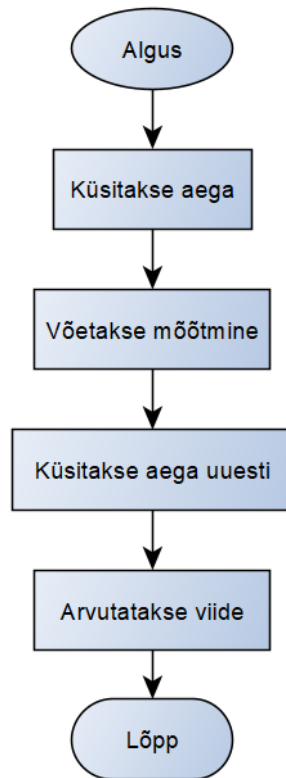 Algus
Küsitakse aega
Võetakse mõõtmine
Küsitakse aega uuesti
Arvutatakse viide
Lõpp